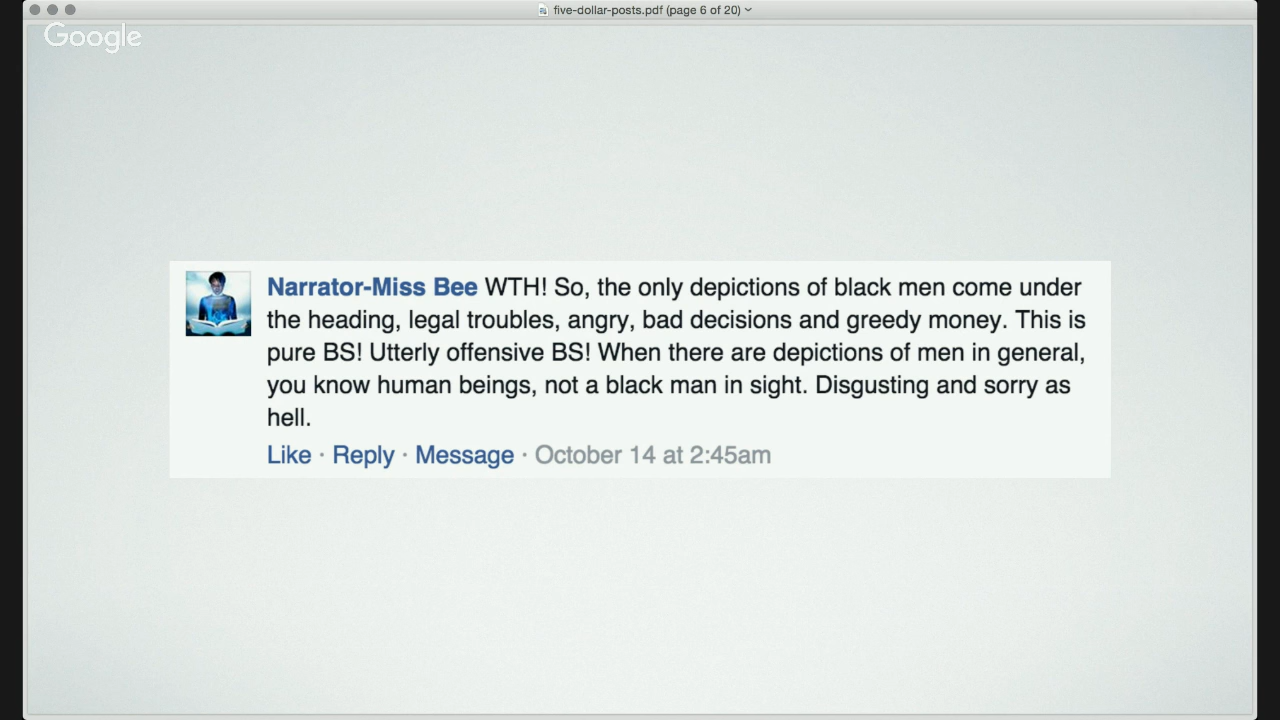 five-dollar-posts.pdf (page 6 of 20)
Google
Narrator-Miss Bee WTH! So, the only depictions of black men come under
the heading, legal troubles, angry, bad decisions and greedy money. This is
pure BS! Utterly offensive BS! When there are depictions of men in general,
you know human beings, not a black man in sight. Disgusting and sorry as
hell.
Like · Reply · Message · October 14 at 2:45am